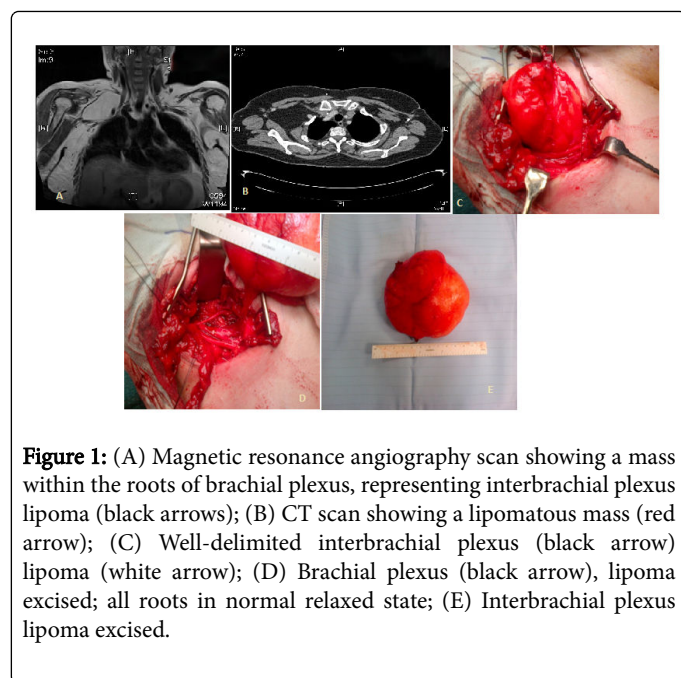 A
B
C
D
E
Figure 1: (A) Magnetic resonance angiography scan showing a mass
within the roots of brachial plexus, representing interbrachial plexus
lipoma (black arrows); (B) CT scan showing a lipomatous mass (red
arrow); (C) Well-delimited interbrachial plexus (black arrow)
lipoma (white arrow); (D) Brachial plexus (black arrow), lipoma
excised; all roots in normal relaxed state; (E) Interbrachial plexus
lipoma excised.